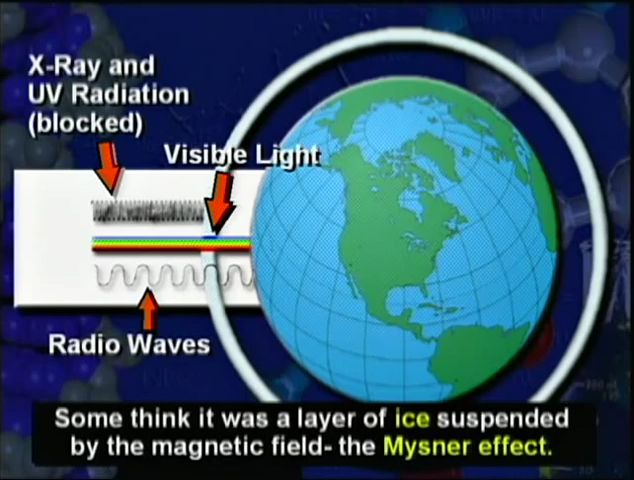 X-Ray and
UV Radiation
(blocked)
Visible Light
Radio Waves
Some think it was a layer of ice suspended
by the magnetic field- the Mysner effect.